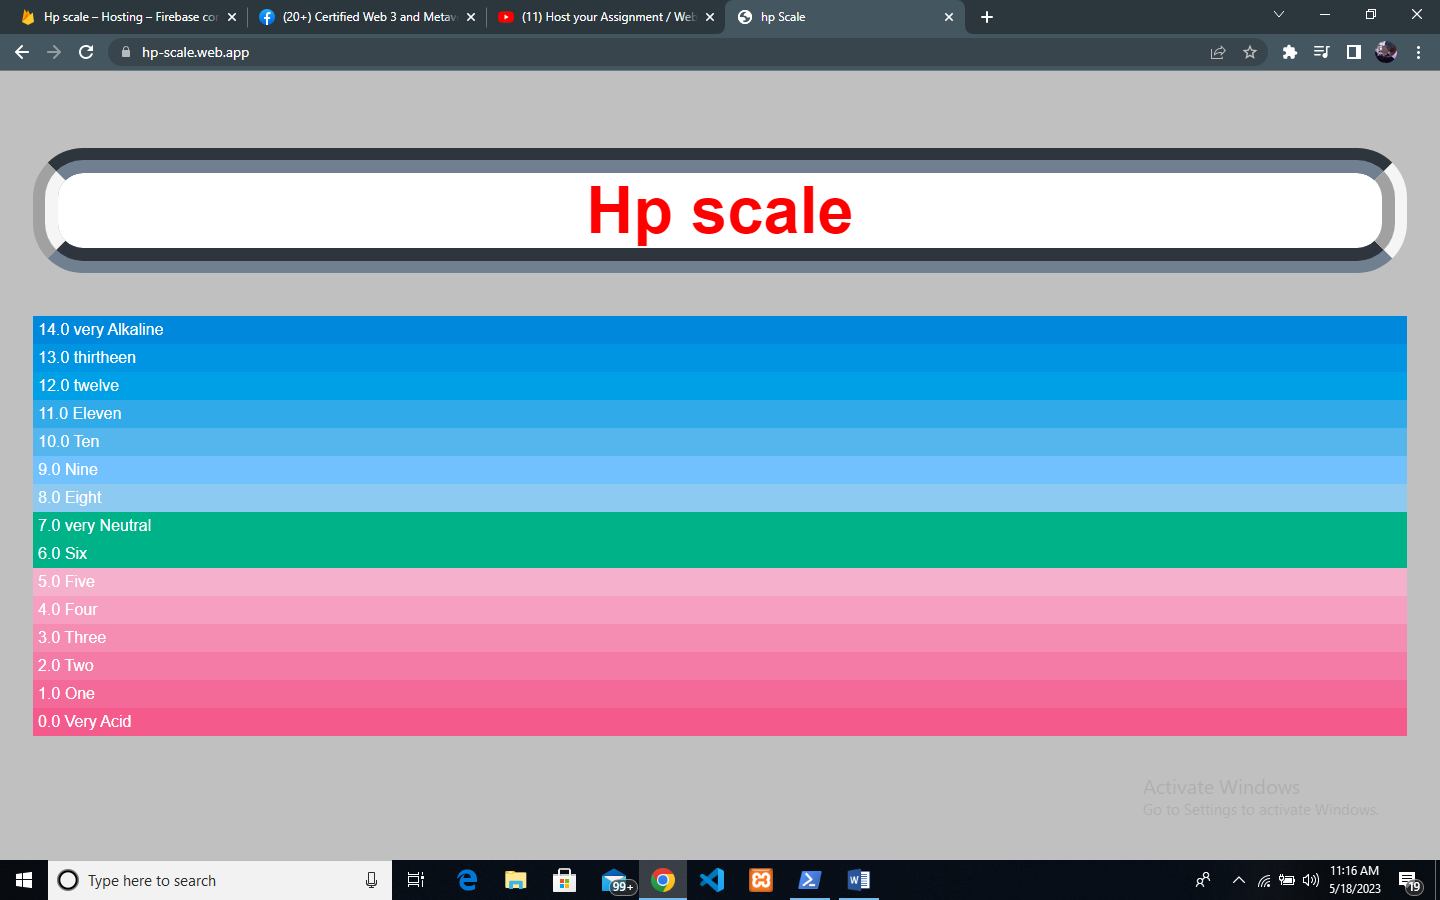 Hp scale – Hosting – Firebase con
(20+) Certified Web 3 and Metav
(11) Host your Assignment / Web
hp Scale
hp-scale.web.app
Hp scale
14.0 very Alkaline
13.0 thirtheen
12.0 twelve
11.0 Eleven
10.0 Ten
9.0 Nine
8.0 Eight
7.0 very Neutral
6.0 Six
5.0 Five
4.0 Four
3.0 Three
2.0 Two
1.0 One
0.0 Very Acid
Activate Windows
Go to Settings to activate Windows.
Type here to search
99+
11:16 AM
5/18/2023
19